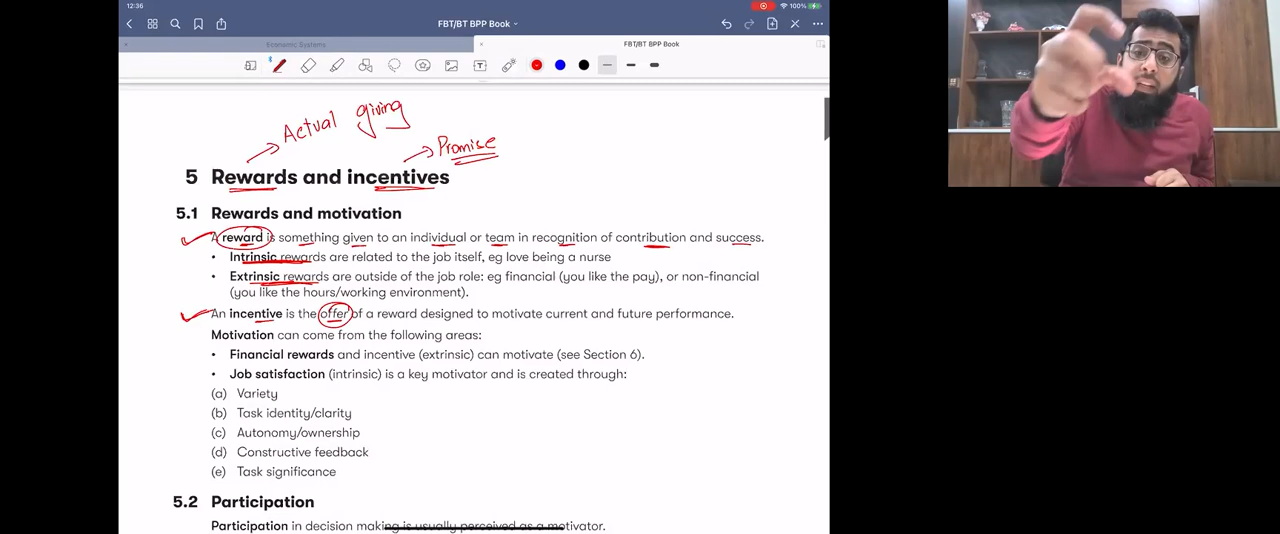 12:36
100%
FBT/BT BPP Book
Economic Systems
FBT/BT BPP Book
Actual giving
Promise
5 Rewards and incentives
5.1 Rewards and motivation
A reward is something given to an individual or team in recognition of contribution and success.
• Intrinsic rewards are related to the job itself, eg love being a nurse
• Extrinsic rewards are outside of the job role: eg financial (you like the pay), or non-financial
(you like the hours/working environment).
An incentive is the offer of a reward designed to motivate current and future performance.
Motivation can come from the following areas:
• Financial rewards and incentive (extrinsic) can motivate (see Section 6).
• Job satisfaction (intrinsic) is a key motivator and is created through:
(a) Variety
(b) Task identity/clarity
(c) Autonomy/ownership
(d) Constructive feedback
(e) Task significance
5.2 Participation
Participation in decision making is usually perceived as a motivator.